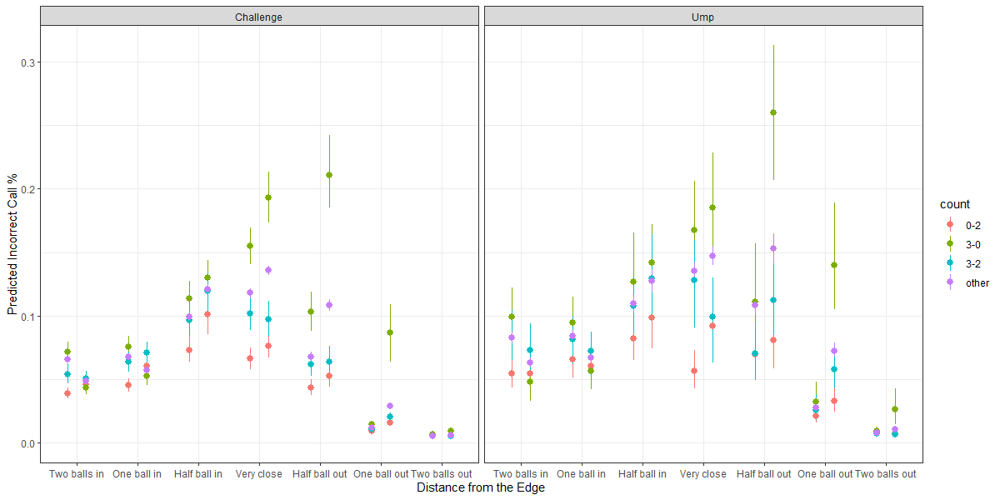 Challenge
Ump
Predicted Incorrect Call %
0.3
0.2
0.1
0.0
Two balls in One ball in Half ball in Very close Half ball out One ball out Two balls out
Two balls in One ball in Half ball in Very close Half ball out One ball out Two balls out
Distance from the Edge
count
0-2
3-0
3-2
other